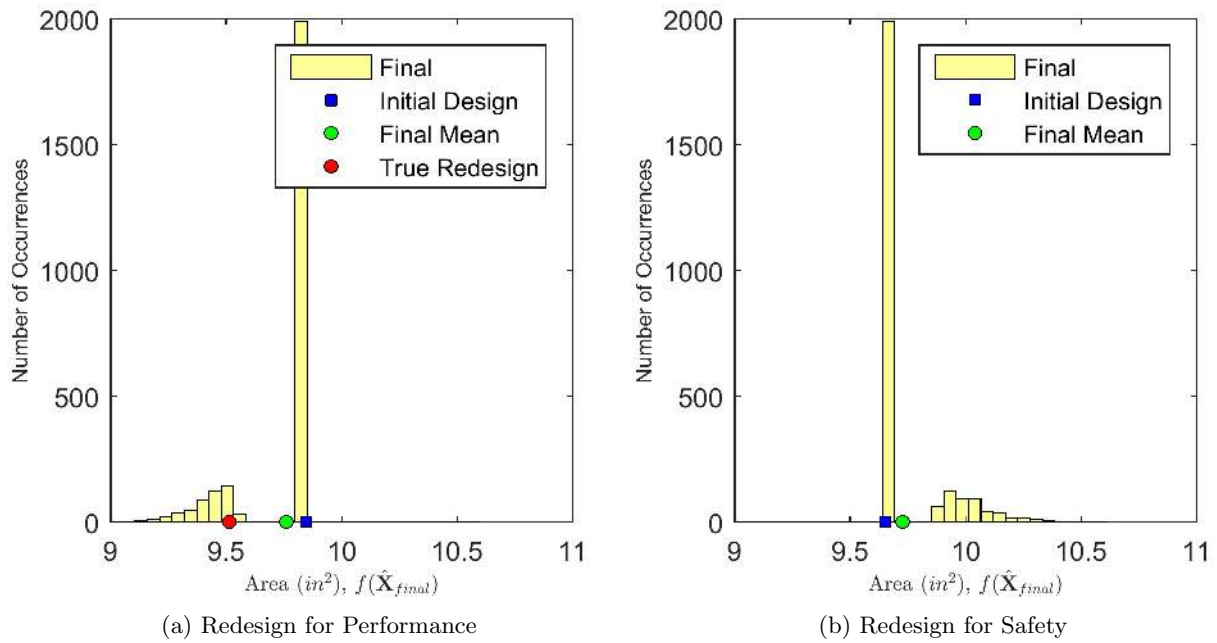 2000
1500
1000
500
0
Number of Occurrences
Final
Initial Design
Final Mean
True Redesign
9 9.5 10 10.5 11
Area (in²), f(X̂_final)
(a) Redesign for Performance
2000
1500
1000
500
0
Number of Occurrences
Final
Initial Design
Final Mean
9 9.5 10 10.5 11
Area (in²), f(X̂_final)
(b) Redesign for Safety